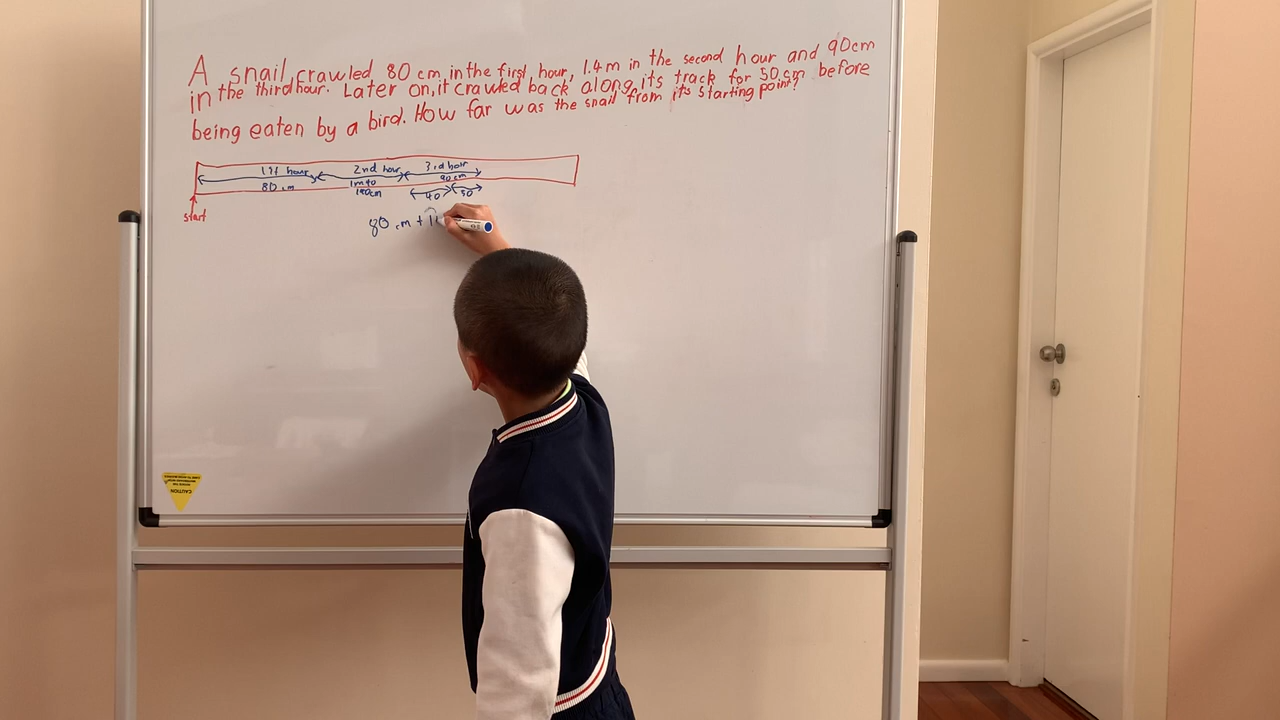 A snail crawled 80 cm in the first hour, 1.4 m in the second hour and 90cm
in the third hour. Later on, it crawled back along its track for 50 cm before
being eaten by a bird. How far was the snail from its starting point?
1st hour 2nd hour 3rd hour
80 cm 1m40 90cm
140cm
40 50
start
80 cm + 1
CAUTION